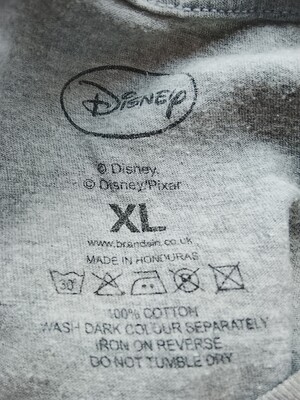 Disney
© Disney.
© Disney/Pixar
XL
www.brandsin.co.uk
MADE IN HONDURAS
30°
100% COTTON
WASH DARK COLOUR SEPARATELY
IRON ON REVERSE
DO NOT TUMBLE DRY